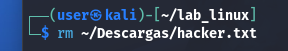 ┌──(user㉿kali)-[~/lab_linux]
└─$ rm ~/Descargas/hacker.txt